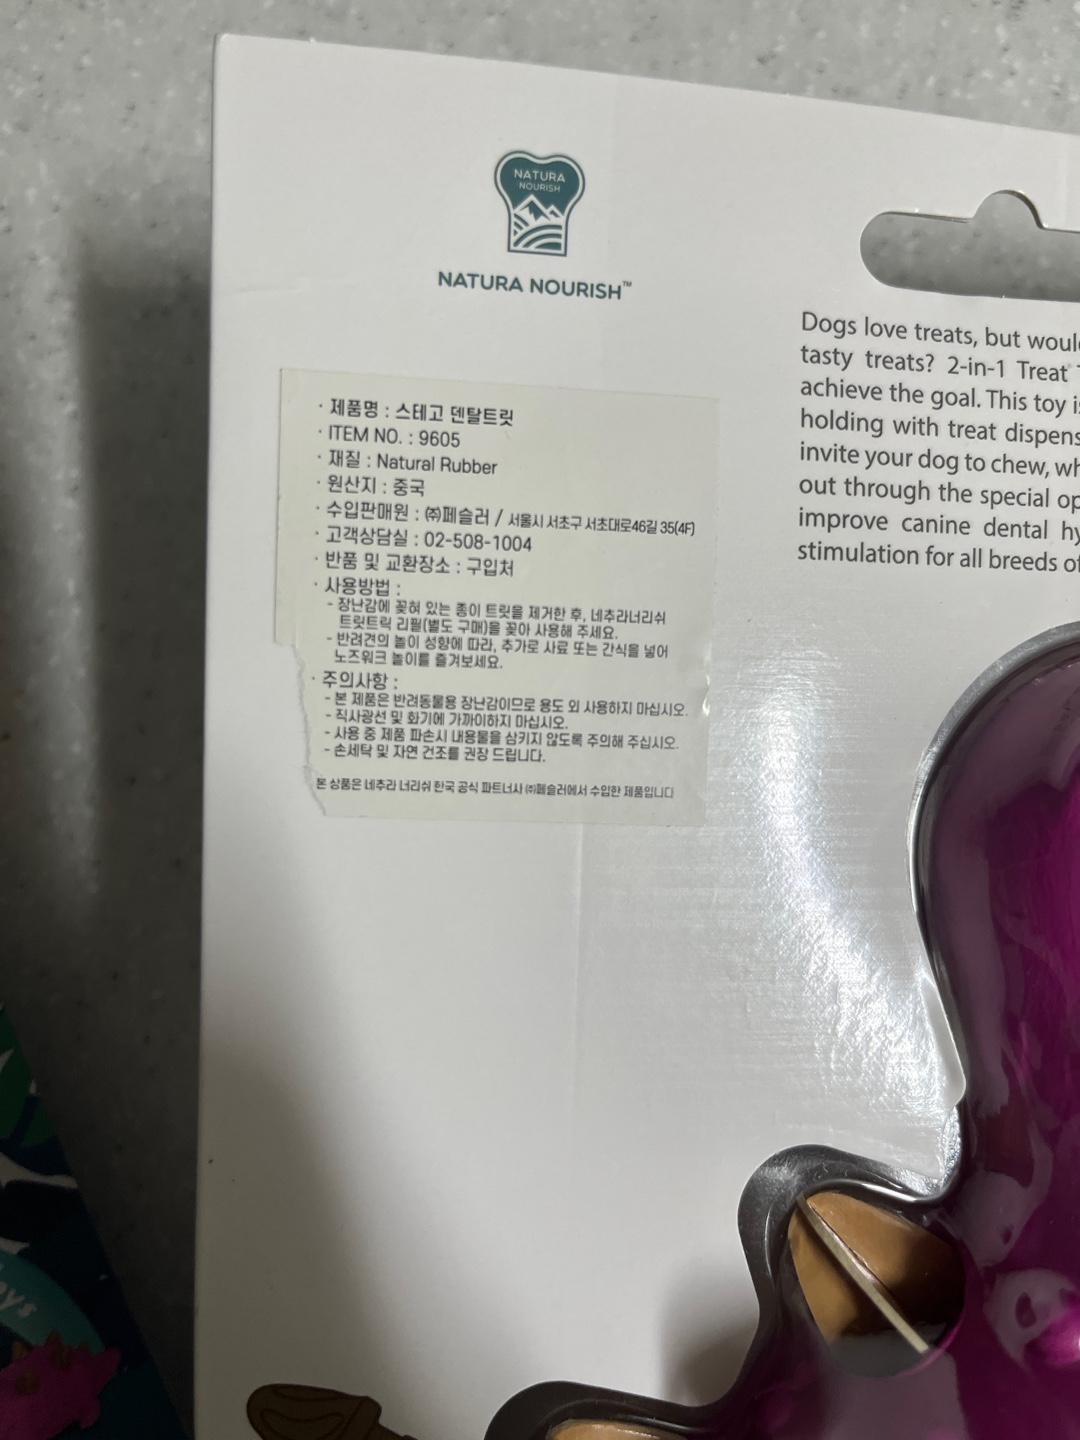 NATURA
NOURISH
NATURA NOURISH™
· 제품명 : 스테고 덴탈트릿
· ITEM NO. : 9605
· 재질 : Natural Rubber
· 원산지 : 중국
· 수입판매원 : ㈜페슬러 / 서울시 서초구 서초대로46길 35(4F)
· 고객상담실 : 02-508-1004
· 반품 및 교환장소 : 구입처
· 사용방법 :
- 장난감에 꽂혀 있는 종이 트릿을 제거한 후, 네추라너리쉬
트릿트릭 리필(별도 구매)을 꽂아 사용해 주세요.
- 반려견의 놀이 성향에 따라, 추가로 사료 또는 간식을 넣어
노즈워크 놀이를 즐겨보세요.
· 주의사항 :
- 본 제품은 반려동물용 장난감이므로 용도 외 사용하지 마십시오.
- 직사광선 및 화기에 가까이하지 마십시오.
- 사용 중 제품 파손시 내용물을 삼키지 않도록 주의해 주십시오.
- 손세탁 및 자연 건조를 권장 드립니다.
본 상품은 네추라 너리쉬 한국 공식 파트너사 ㈜페슬러에서 수입한 제품입니다
Dogs love treats, but woul
tasty treats? 2-in-1 Treat
achieve the goal. This toy
holding with treat dispens
invite your dog to chew, wh
out through the special op
improve canine dental hy
stimulation for all breeds of